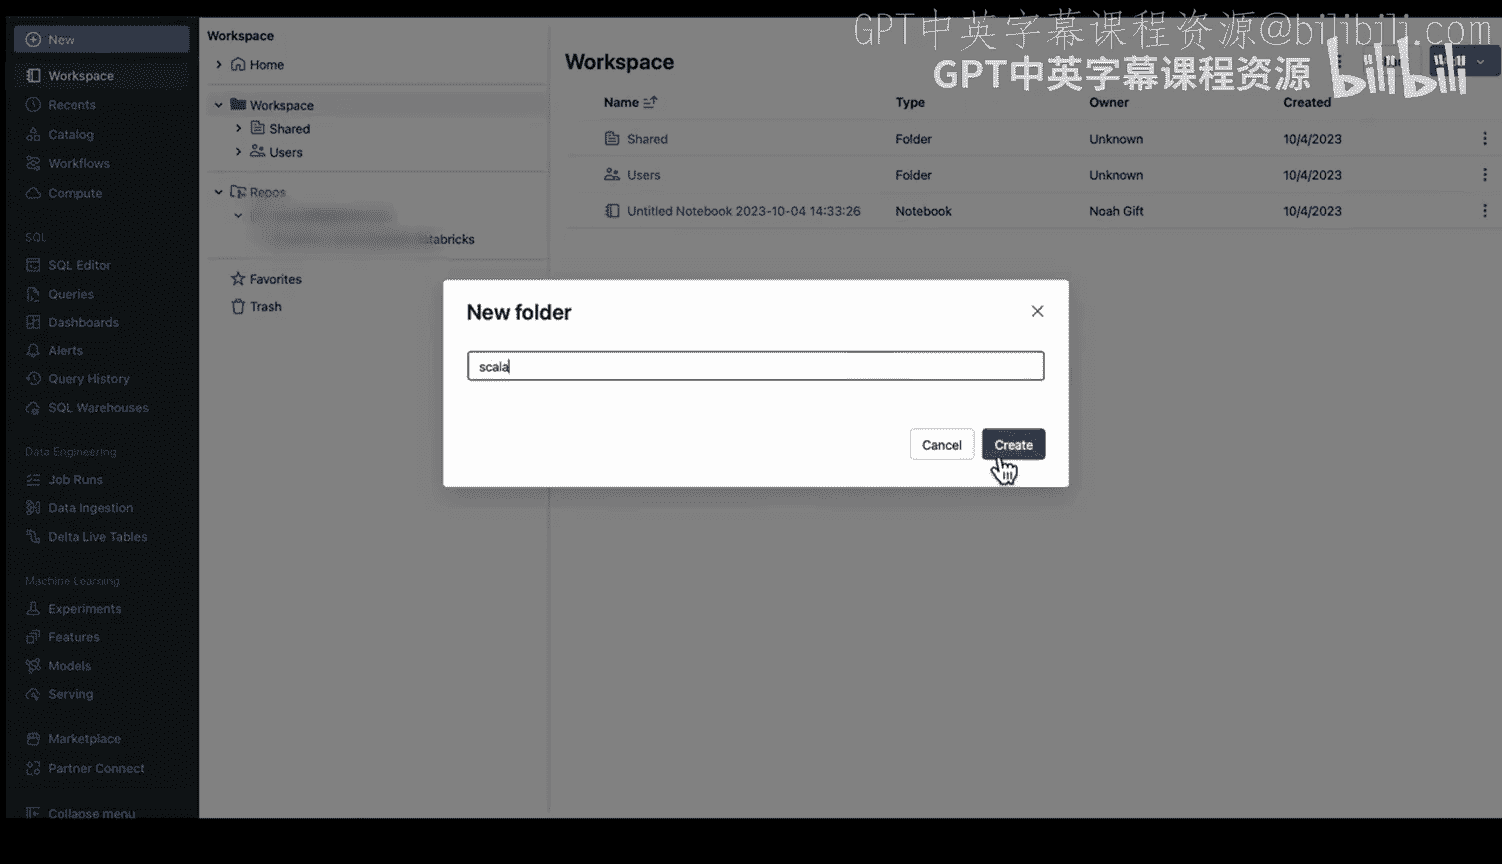 GPT中英字幕课程资源@bilibili.com
GPT中英字幕课程资源 bilibili
New
Workspace
Recents
Catalog
Workflows
Compute
SQL
SQL Editor
Queries
Dashboards
Alerts
Query History
SQL Warehouses
Data Engineering
Job Runs
Data Ingestion
Delta Live Tables
Machine Learning
Experiments
Features
Models
Serving
Marketplace
Partner Connect
Collapse menu
Workspace
Home
Workspace
Shared
Users
Repos
Favorites
Trash
Workspace
Name Type Owner Created
Shared Folder Unknown 10/4/2023
Users Folder Unknown 10/4/2023
Untitled Notebook 2023-10-04 14:33:26 Notebook Noah Gift 10/4/2023
New folder
scala
Cancel Create